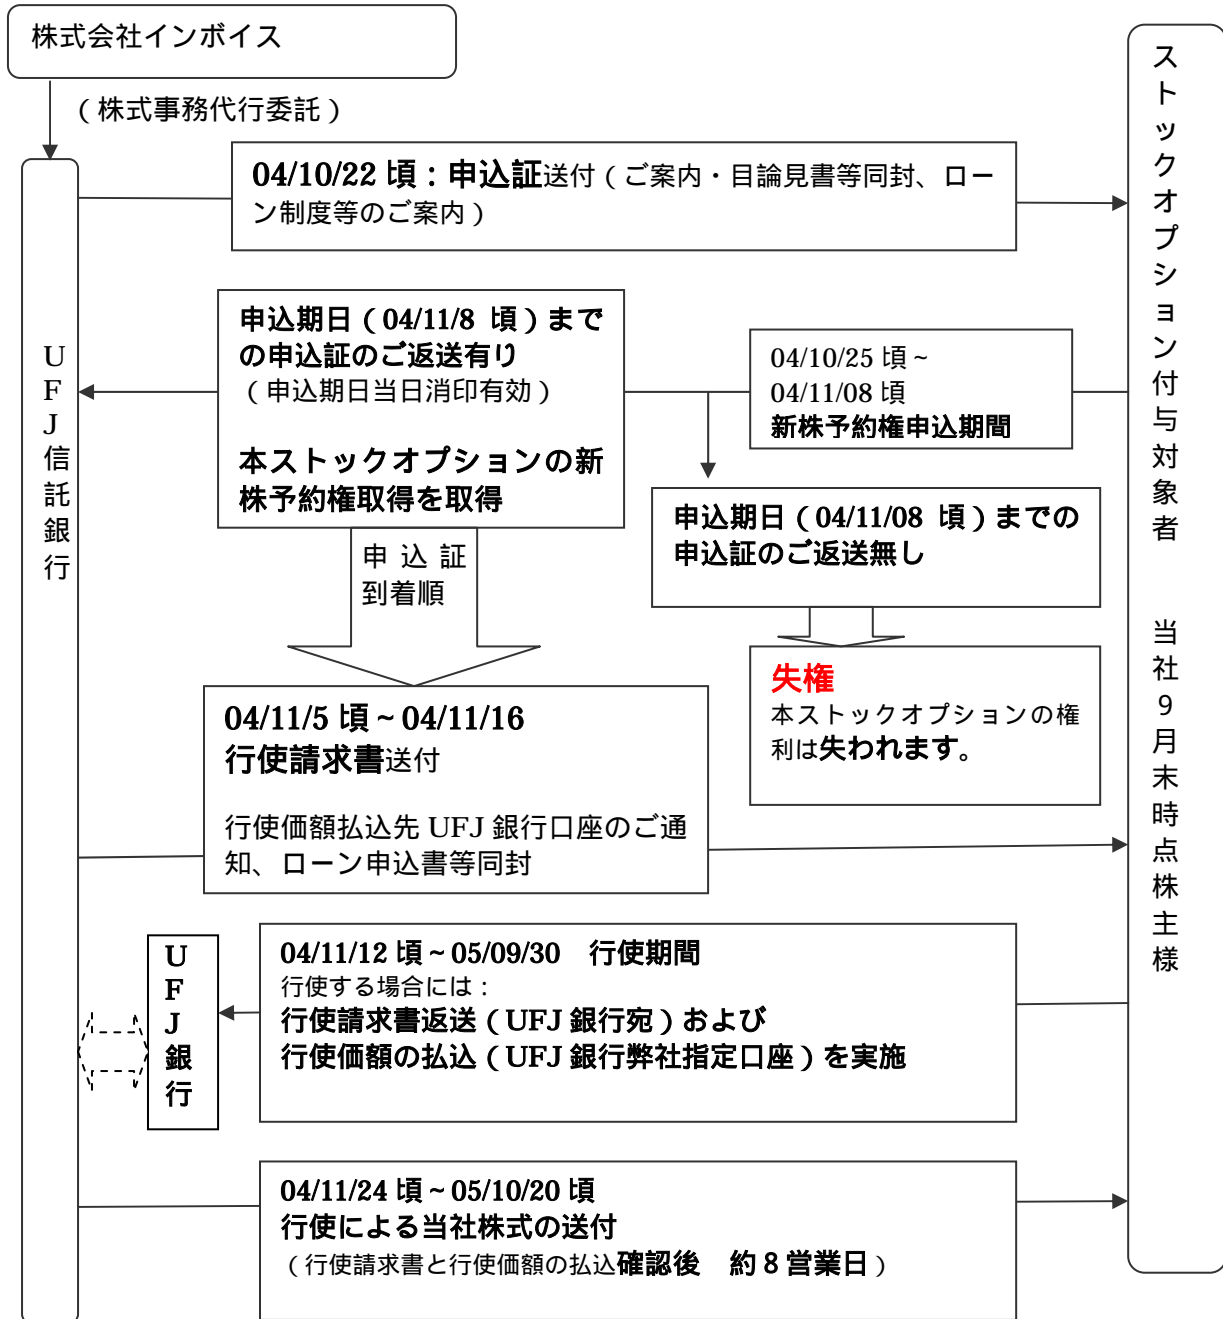 株式会社インボイス
（株式事務代行委託）
04/10/22 頃：申込証送付（ご案内・目論見書等同封、ロー
ン制度等のご案内）
申込期日（04/11/8 頃）まで
の申込証のご返送有り
（申込期日当日消印有効）
本ストックオプションの新
株予約権取得を取得
04/10/25 頃～
04/11/08 頃
新株予約権申込期間
申込期日（04/11/08 頃）までの
申込証のご返送無し
申込証
到着順
失権
本ストックオプションの権
利は失われます。
04/11/5 頃～04/11/16
行使請求書送付
行使価額払込先 UFJ 銀行口座のご通
知、ローン申込書等同封
UFJ信託銀行
UFJ銀行
04/11/12 頃～05/09/30　行使期間
行使する場合には：
行使請求書返送（UFJ 銀行宛）および
行使価額の払込（UFJ 銀行弊社指定口座）を実施
04/11/24 頃～05/10/20 頃
行使による当社株式の送付
（行使請求書と行使価額の払込確認後　約８営業日）
ストックオプション付与対象者　当社９月末時点株主様